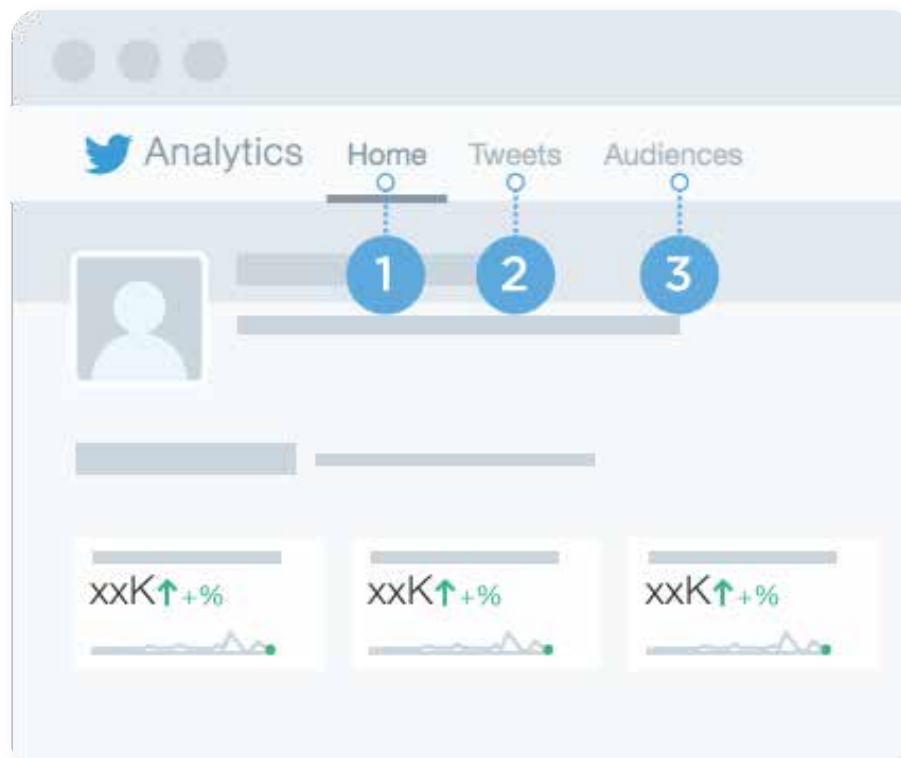 Analytics Home Tweets Audiences
1 2 3
xxK↑+% xxK↑+% xxK↑+%